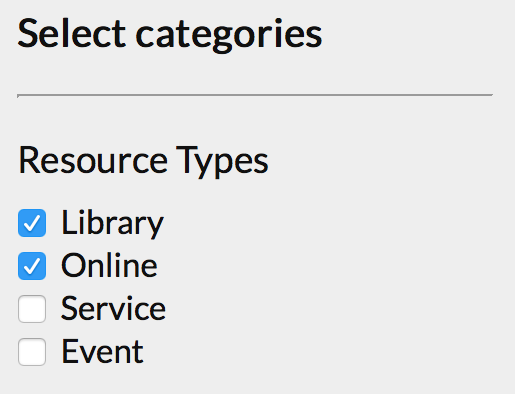 Select categories
Resource Types
Library
Online
Service
Event